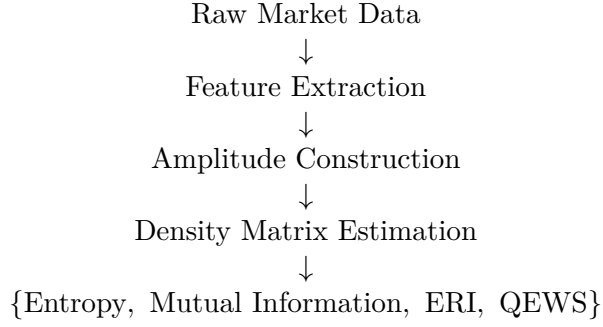 Raw Market Data
↓
Feature Extraction
↓
Amplitude Construction
↓
Density Matrix Estimation
↓
{Entropy, Mutual Information, ERI, QEWS}